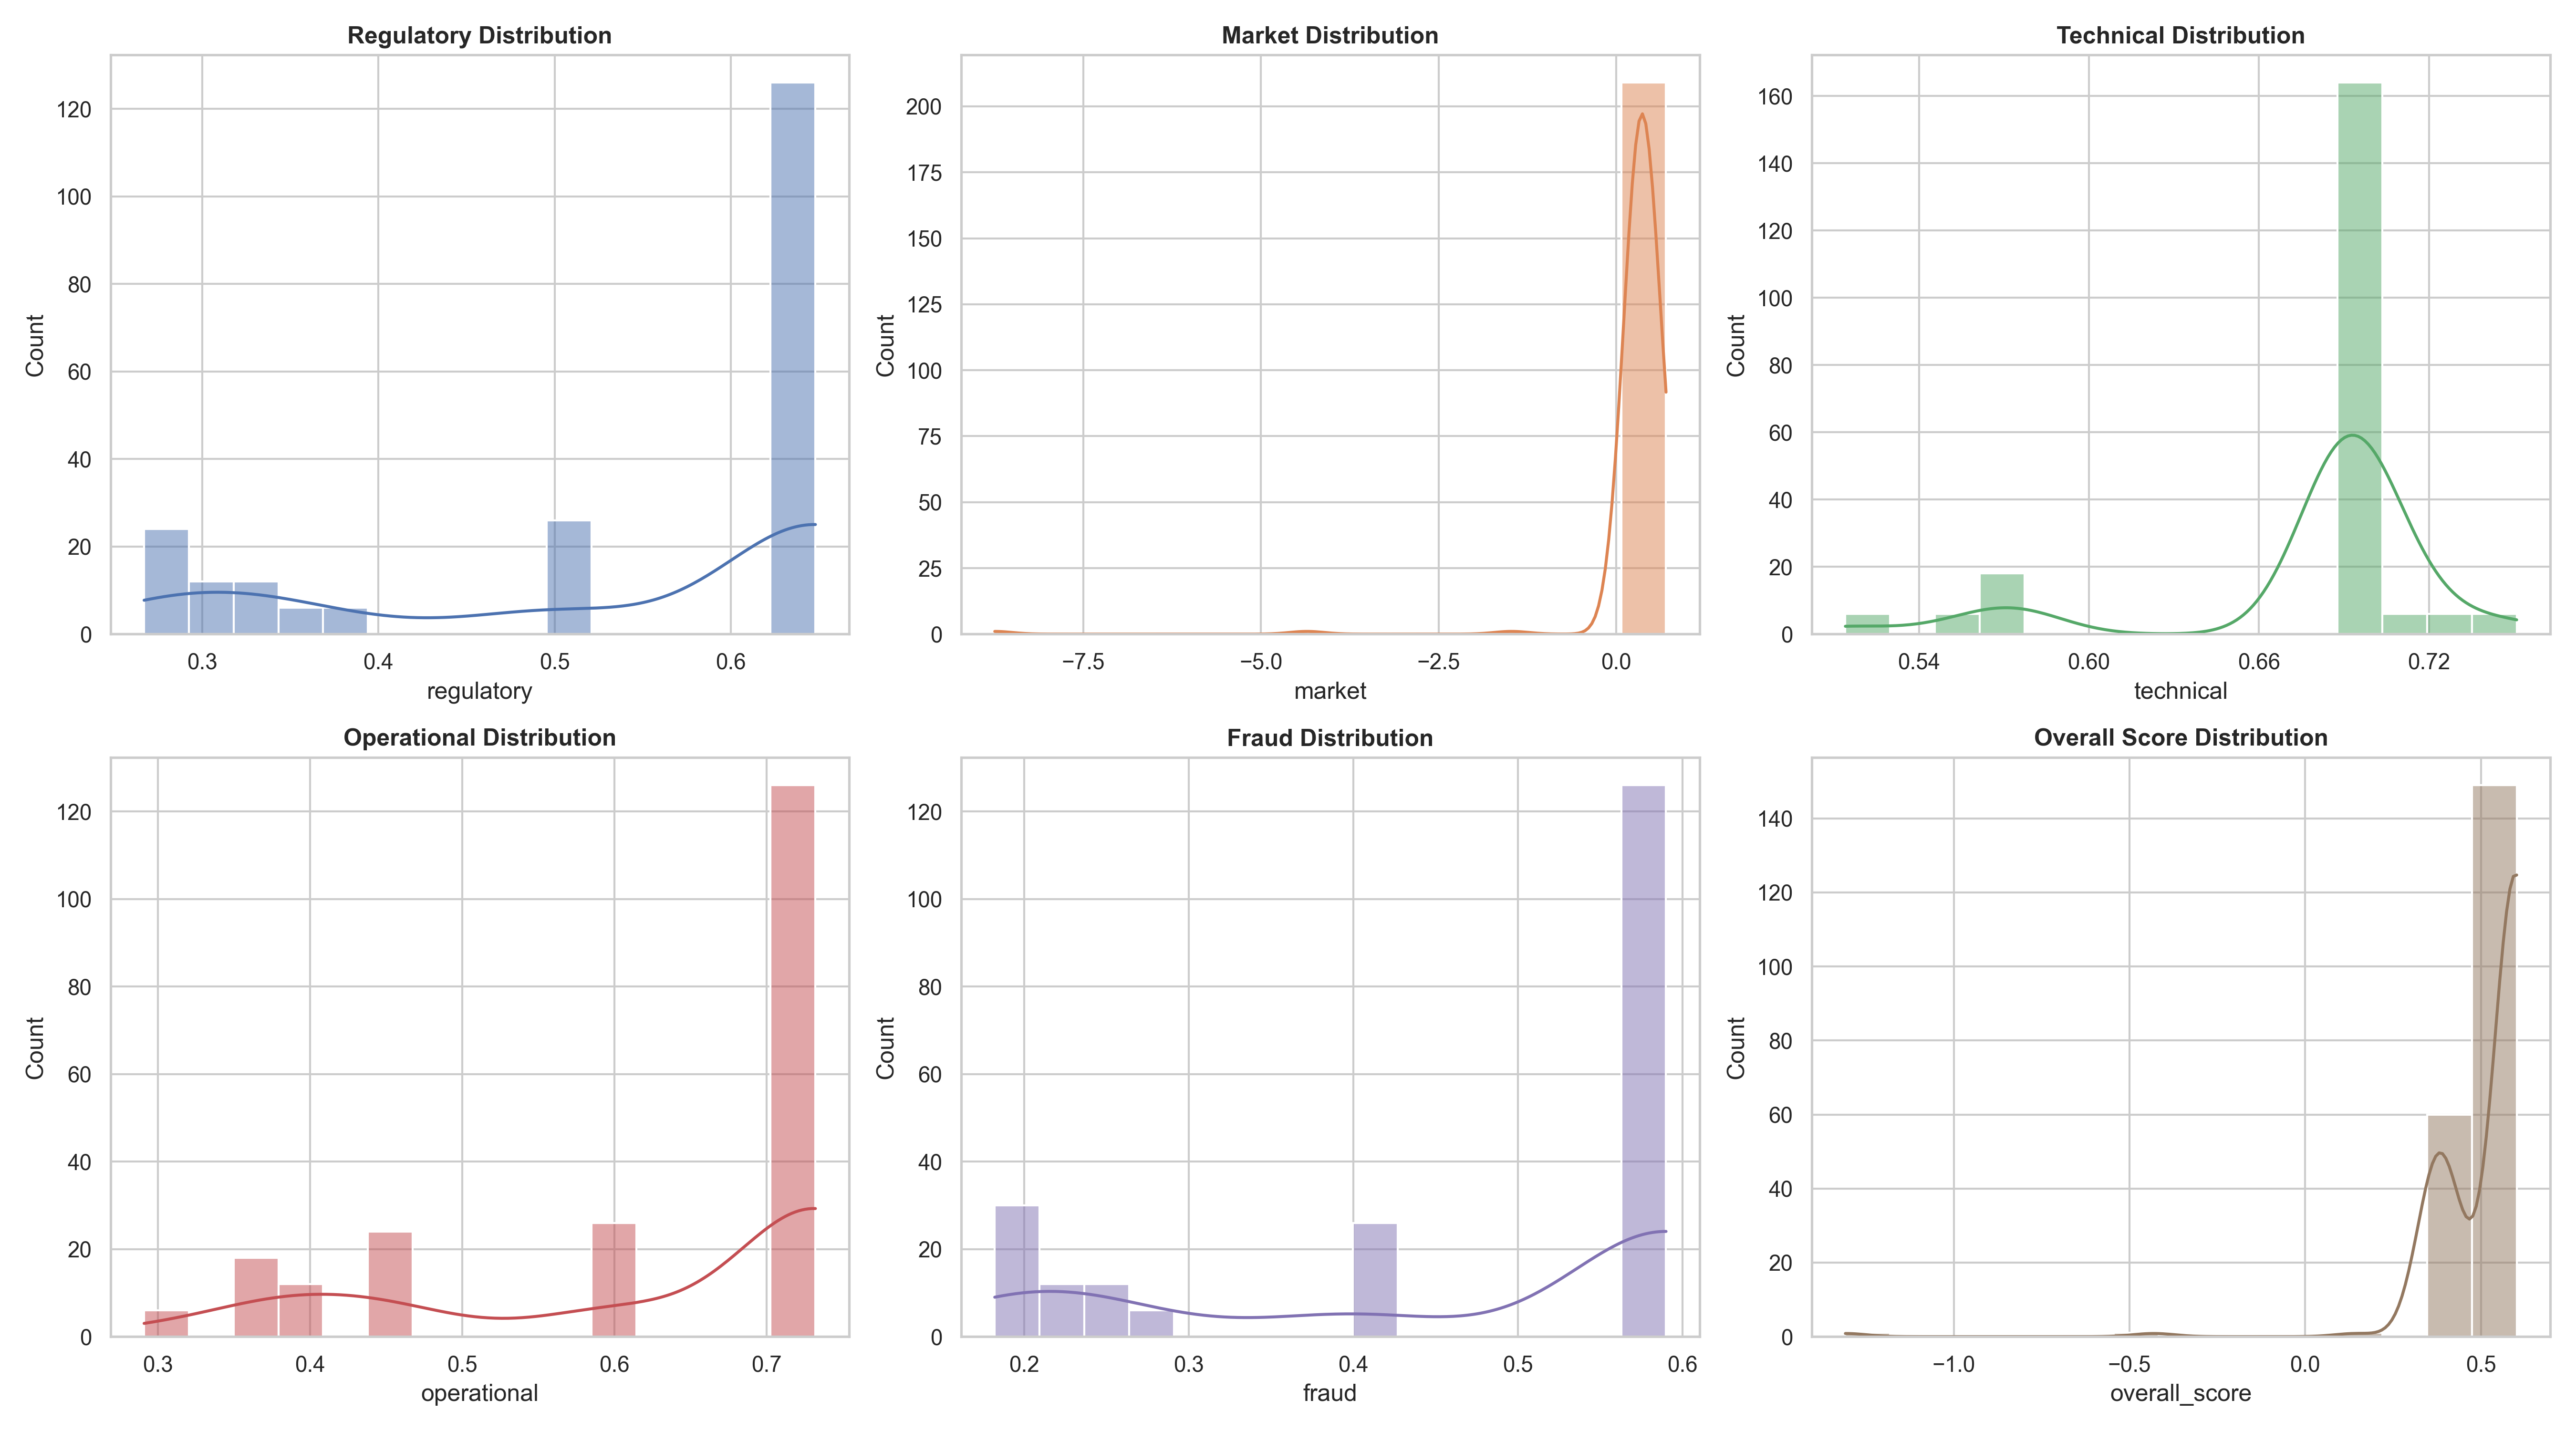 Regulatory Distribution
Count
120
100
80
60
40
20
0
0.3 0.4 0.5 0.6
regulatory
Market Distribution
Count
200
175
150
125
100
75
50
25
0
−7.5 −5.0 −2.5 0.0
market
Technical Distribution
Count
160
140
120
100
80
60
40
20
0
0.54 0.60 0.66 0.72
technical
Operational Distribution
Count
120
100
80
60
40
20
0
0.3 0.4 0.5 0.6 0.7
operational
Fraud Distribution
Count
120
100
80
60
40
20
0
0.2 0.3 0.4 0.5 0.6
fraud
Overall Score Distribution
Count
140
120
100
80
60
40
20
0
−1.0 −0.5 0.0 0.5
overall_score